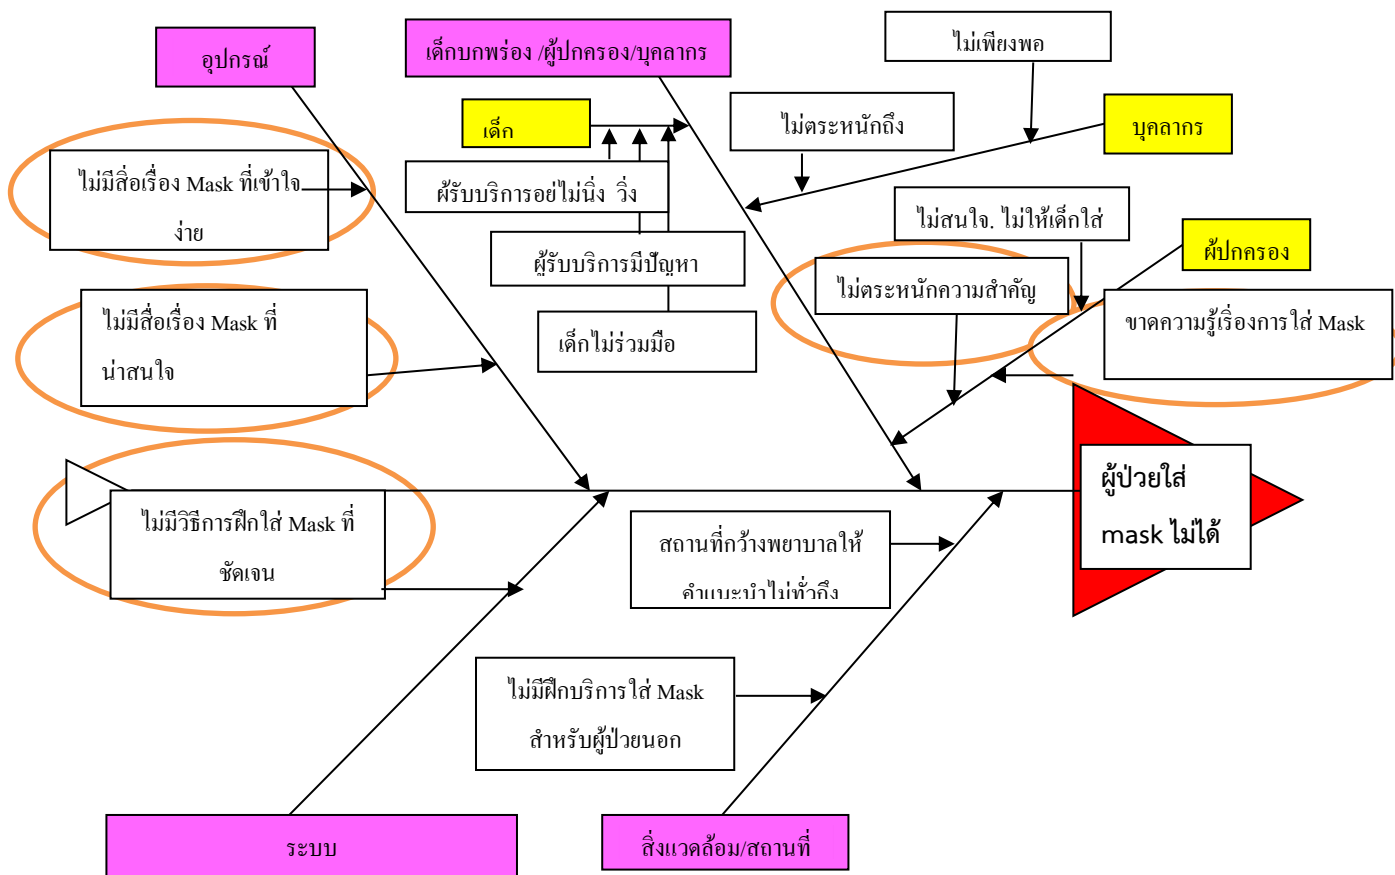 อุปกรณ์
เด็กบกพร่อง /ผู้ปกครอง/บุคลากร
ไม่เพียงพอ
เด็ก
ไม่ตระหนักถึง
บุคลากร
ไม่มีสื่อเรื่อง Mask ที่เข้าใจ
ง่าย
ผู้รับบริการอยู่ไม่นิ่ง วิ่ง
ไม่สนใจ. ไม่ให้เด็กใส่
ผู้ปกครอง
ผู้รับบริการมีปัญหา
ไม่ตระหนักความสำคัญ
ไม่มีสื่อเรื่อง Mask ที่
น่าสนใจ
เด็กไม่ร่วมมือ
ขาดความรู้เรื่องการใส่ Mask
ไม่มีวิธีการฝึกใส่ Mask ที่
ชัดเจน
สถานที่กว้างพยาบาลให้
คำแนะนำไม่ทั่วถึง
ผู้ป่วยใส่
mask ไม่ได้
ไม่มีฝึกบริการใส่ Mask
สำหรับผู้ป่วยนอก
ระบบ
สิ่งแวดล้อม/สถานที่